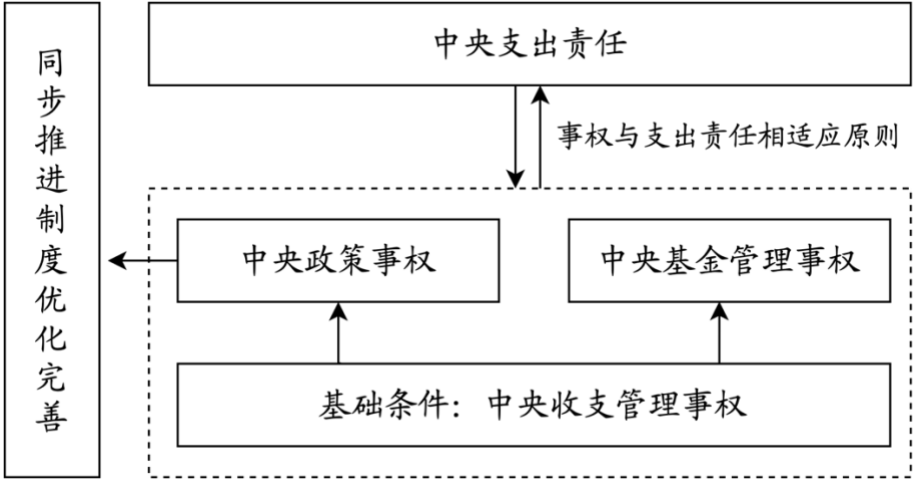 同步推进制度优化完善
中央支出责任
事权与支出责任相适应原则
中央政策事权
中央基金管理事权
基础条件：中央收支管理事权